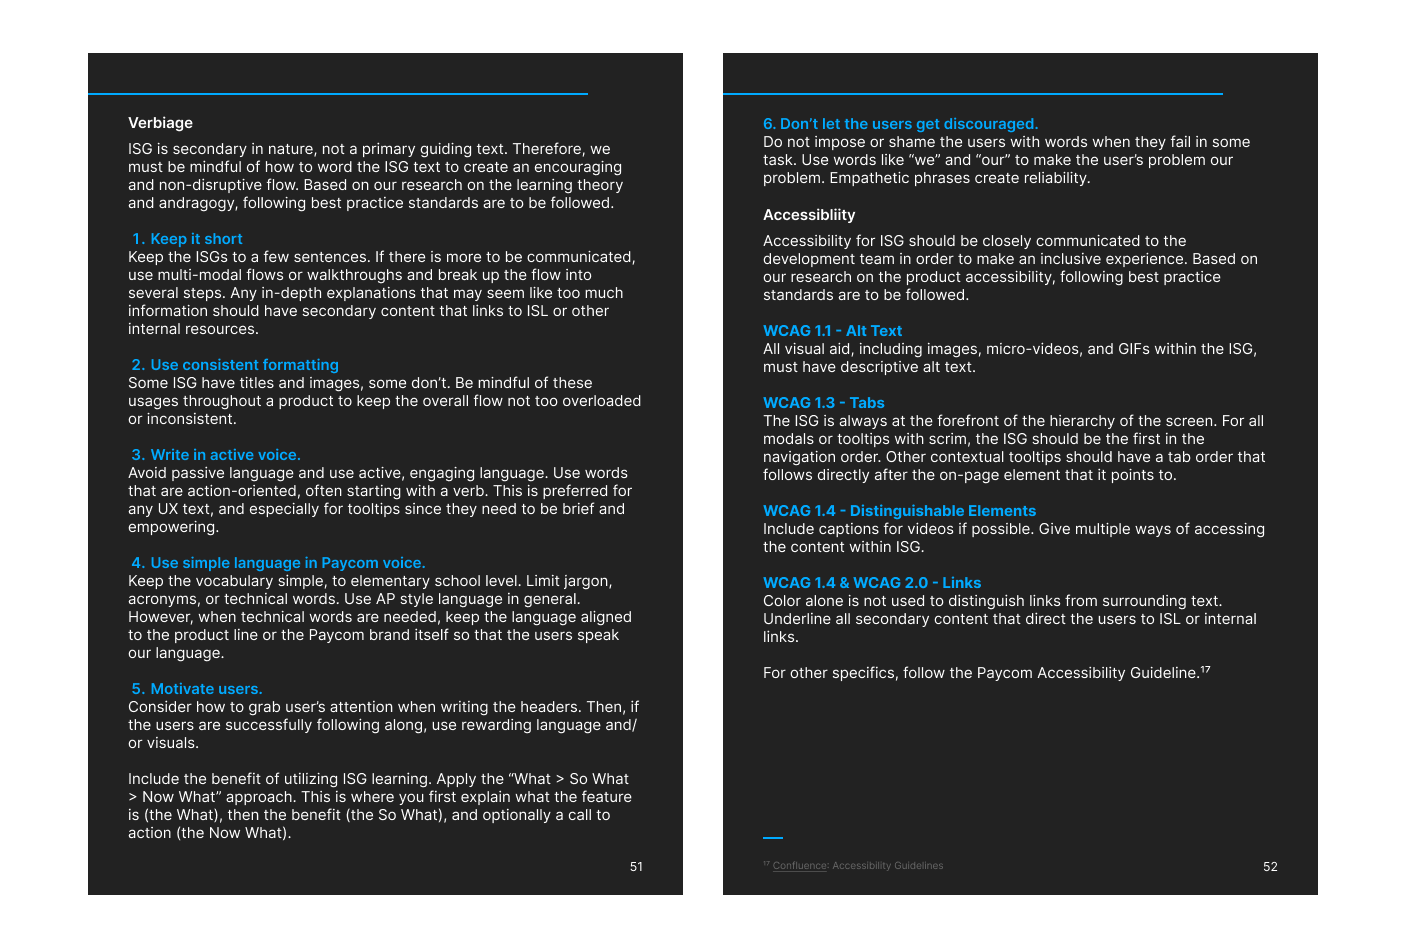 Verbiage
ISG is secondary in nature, not a primary guiding text. Therefore, we
must be mindful of how to word the ISG text to create an encouraging
and non-disruptive flow. Based on our research on the learning theory
and andragogy, following best practice standards are to be followed.
1. Keep it short
Keep the ISGs to a few sentences. If there is more to be communicated,
use multi-modal flows or walkthroughs and break up the flow into
several steps. Any in-depth explanations that may seem like too much
information should have secondary content that links to ISL or other
internal resources.
2. Use consistent formatting
Some ISG have titles and images, some don’t. Be mindful of these
usages throughout a product to keep the overall flow not too overloaded
or inconsistent.
3. Write in active voice.
Avoid passive language and use active, engaging language. Use words
that are action-oriented, often starting with a verb. This is preferred for
any UX text, and especially for tooltips since they need to be brief and
empowering.
4. Use simple language in Paycom voice.
Keep the vocabulary simple, to elementary school level. Limit jargon,
acronyms, or technical words. Use AP style language in general.
However, when technical words are needed, keep the language aligned
to the product line or the Paycom brand itself so that the users speak
our language.
5. Motivate users.
Consider how to grab user’s attention when writing the headers. Then, if
the users are successfully following along, use rewarding language and/
or visuals.
Include the benefit of utilizing ISG learning. Apply the “What > So What
> Now What” approach. This is where you first explain what the feature
is (the What), then the benefit (the So What), and optionally a call to
action (the Now What).
51
6. Don’t let the users get discouraged.
Do not impose or shame the users with words when they fail in some
task. Use words like “we” and “our” to make the user’s problem our
problem. Empathetic phrases create reliability.
Accessibliity
Accessibility for ISG should be closely communicated to the
development team in order to make an inclusive experience. Based on
our research on the product accessibility, following best practice
standards are to be followed.
WCAG 1.1 - Alt Text
All visual aid, including images, micro-videos, and GIFs within the ISG,
must have descriptive alt text.
WCAG 1.3 - Tabs
The ISG is always at the forefront of the hierarchy of the screen. For all
modals or tooltips with scrim, the ISG should be the first in the
navigation order. Other contextual tooltips should have a tab order that
follows directly after the on-page element that it points to.
WCAG 1.4 - Distinguishable Elements
Include captions for videos if possible. Give multiple ways of accessing
the content within ISG.
WCAG 1.4 & WCAG 2.0 - Links
Color alone is not used to distinguish links from surrounding text.
Underline all secondary content that direct the users to ISL or internal
links.
For other specifics, follow the Paycom Accessibility Guideline.¹⁷
¹⁷ Confluence: Accessibility Guidelines
52